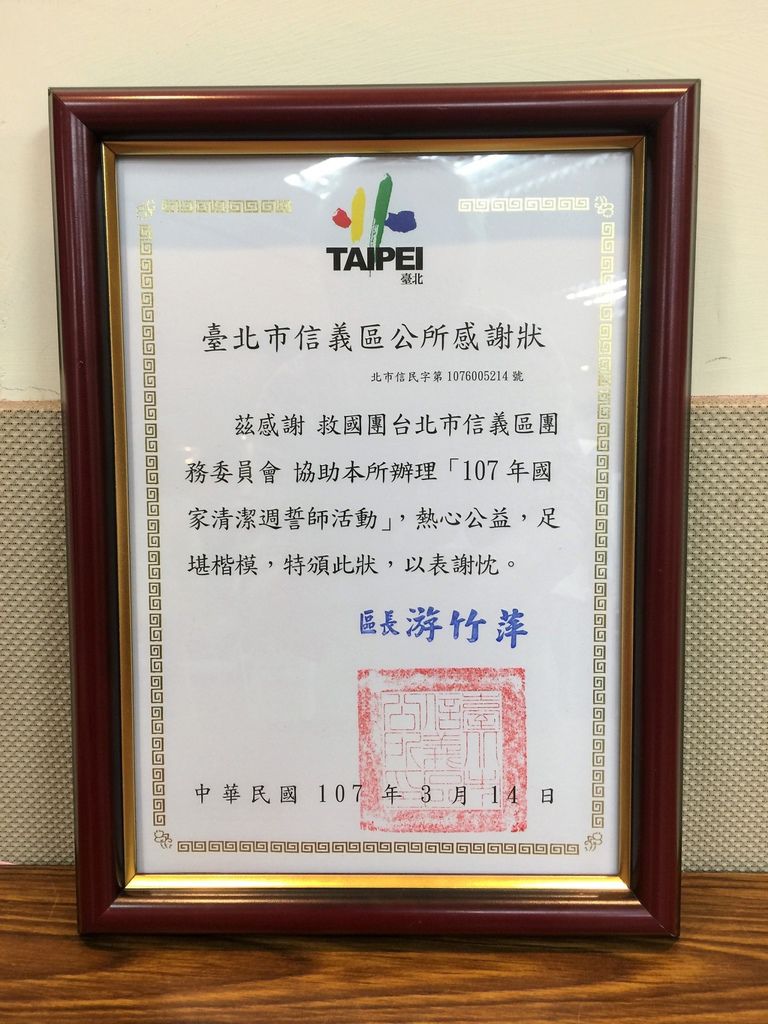 TAIPEI
臺北
臺北市信義區公所感謝狀
北市信民字第1076005214號
茲感謝 救國團台北市信義區團
務委員會 協助本所辦理「107年國
家清潔週誓師活動」，熱心公益，足
堪楷模，特頒此狀，以表謝忱。
區長 游竹萍
中華民國 107 年 3 月 14 日